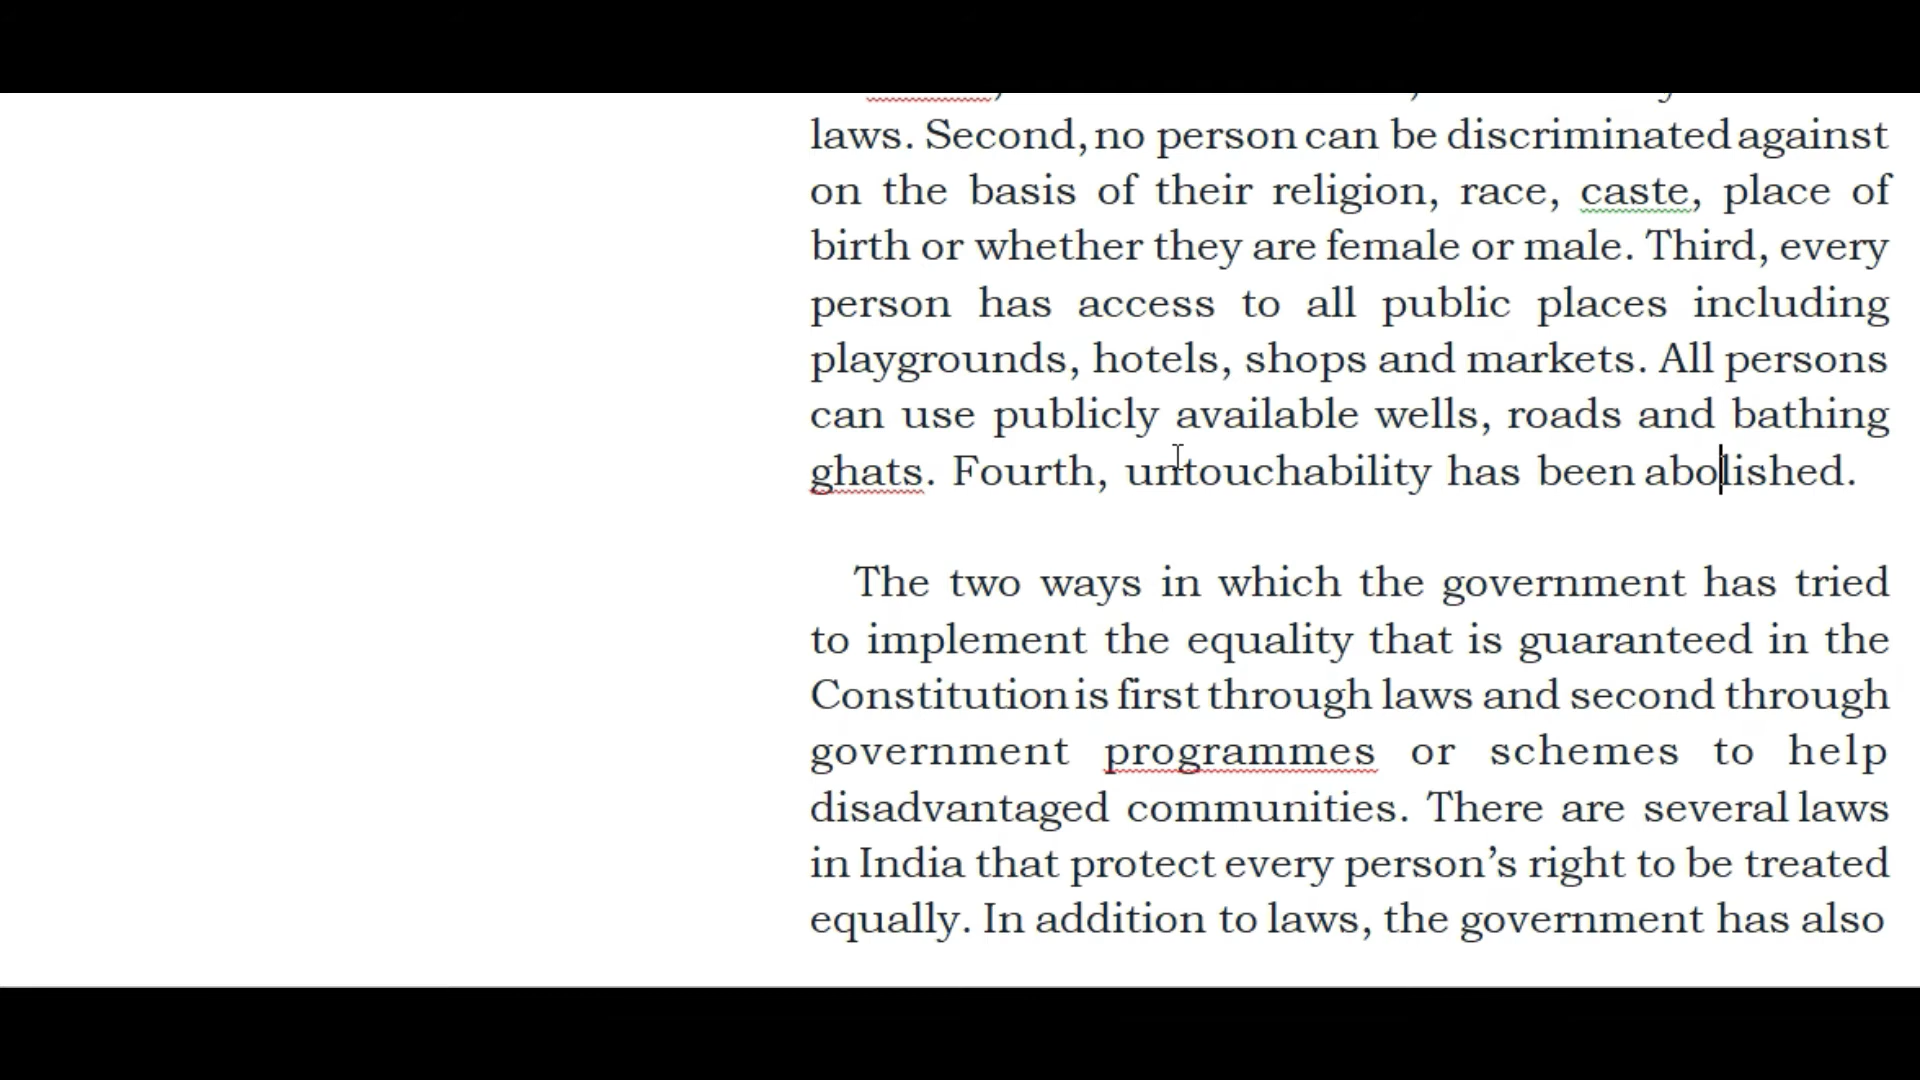 laws. Second, no person can be discriminated against
on the basis of their religion, race, caste, place of
birth or whether they are female or male. Third, every
person has access to all public places including
playgrounds, hotels, shops and markets. All persons
can use publicly available wells, roads and bathing
ghats. Fourth, untouchability has been abolished.
The two ways in which the government has tried
to implement the equality that is guaranteed in the
Constitution is first through laws and second through
government programmes or schemes to help
disadvantaged communities. There are several laws
in India that protect every person’s right to be treated
equally. In addition to laws, the government has also